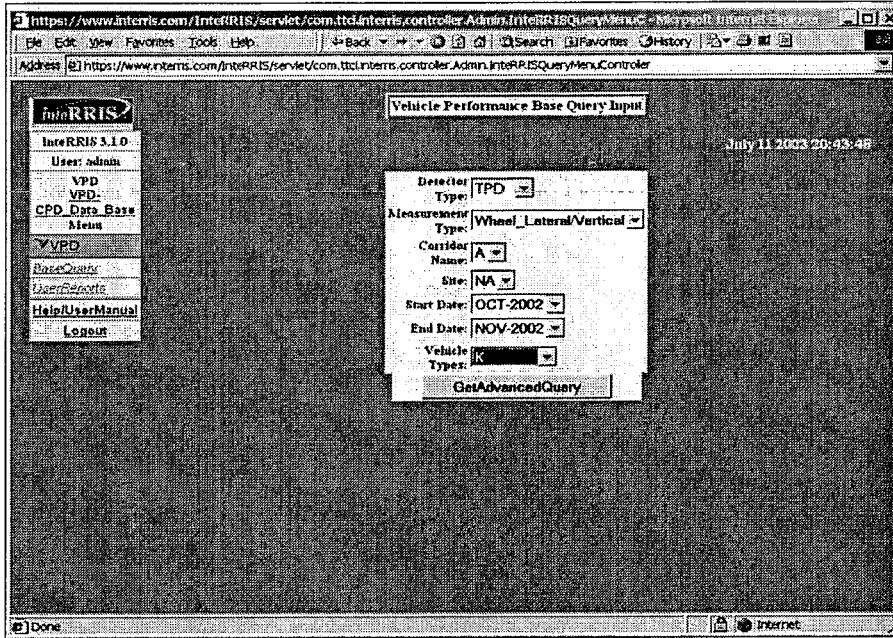 https://www.interris.com/InteRRIS/servlet/com.ttci.interris.controller.Admin.InteRRISQueryMenuC - Microsoft Internet Explorer
File Edit View Favorites Tools Help
Back Search Favorites History
Address https://www.interris.com/InteRRIS/servlet/com.ttci.interris.controller.Admin.InteRRISQueryMenuController
inteRRIS
Vehicle Performance Base Query Input
InteRRIS 3.1.0
July 11 2003 20:43:48
User: admin
VPD
VPD-
CPD_Data_Base
Menu
VPD
BaseQuery
UserReports
Help/UserManual
Logout
Detector Type: TPD
Measurement Type: Wheel_Lateral/Vertical
Corridor Name: A
Site: NA
Start Date: OCT-2002
End Date: NOV-2002
Vehicle Types: K
GetAdvancedQuery
Done
Internet